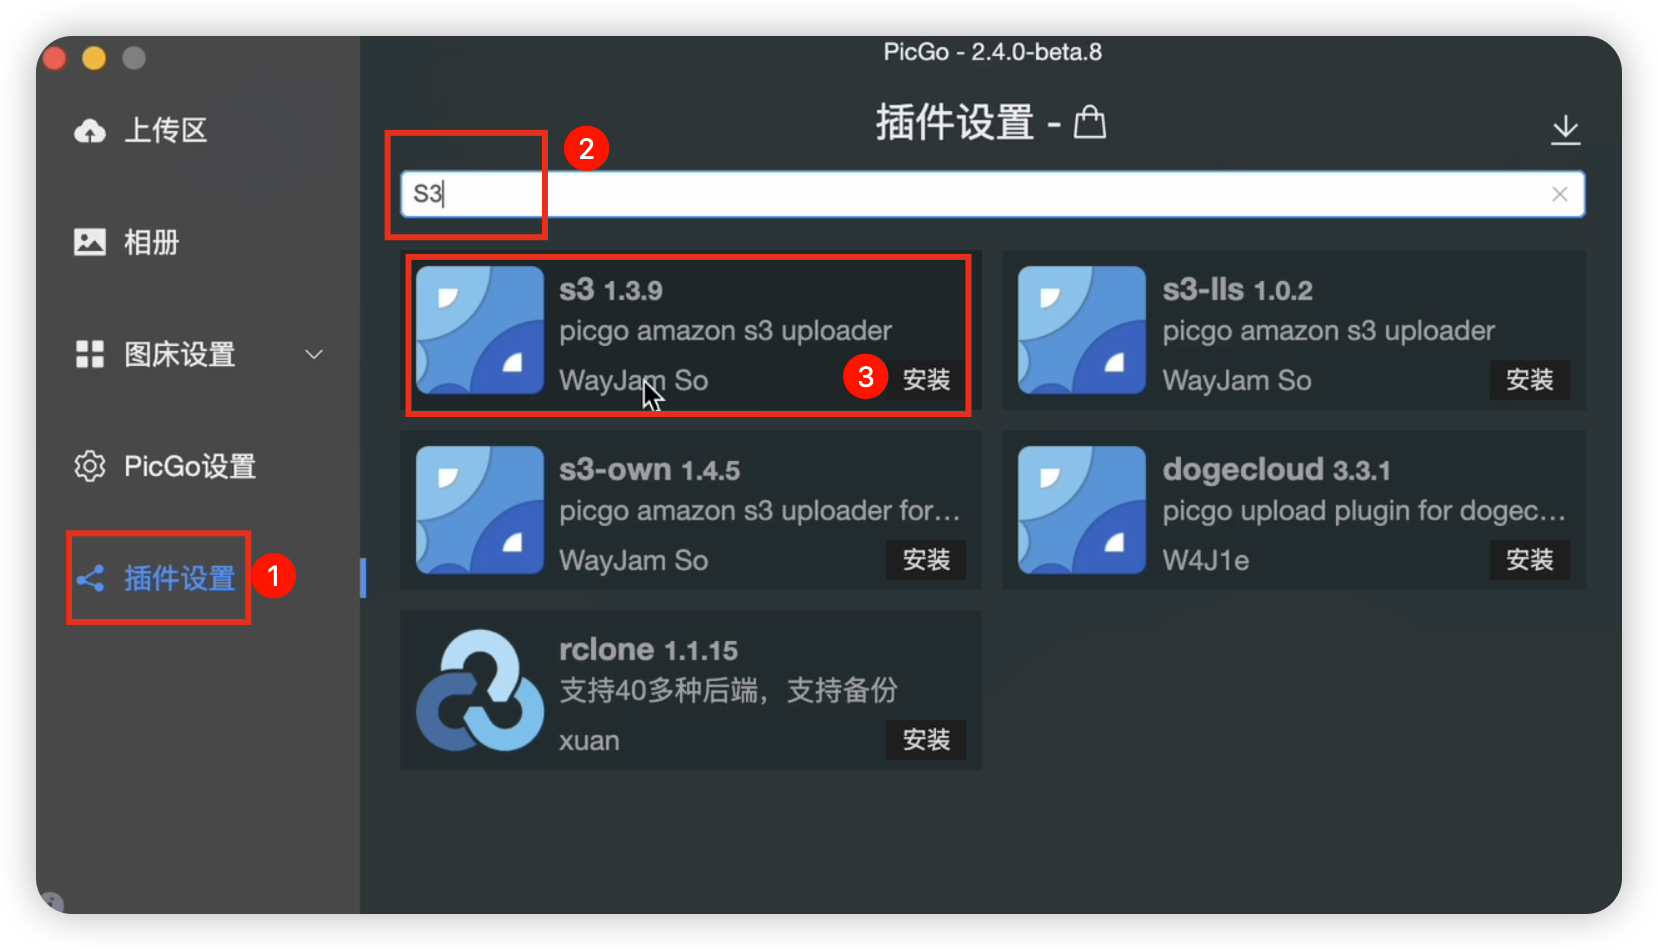 PicGo - 2.4.0-beta.8
上传区
相册
图床设置
PicGo设置
插件设置
1
插件设置 -
2
S3
s3 1.3.9
picgo amazon s3 uploader
WayJam So
3
安装
s3-lls 1.0.2
picgo amazon s3 uploader
WayJam So
安装
s3-own 1.4.5
picgo amazon s3 uploader for...
WayJam So
安装
dogecloud 3.3.1
picgo upload plugin for dogec...
W4J1e
安装
rclone 1.1.15
支持40多种后端，支持备份
xuan
安装